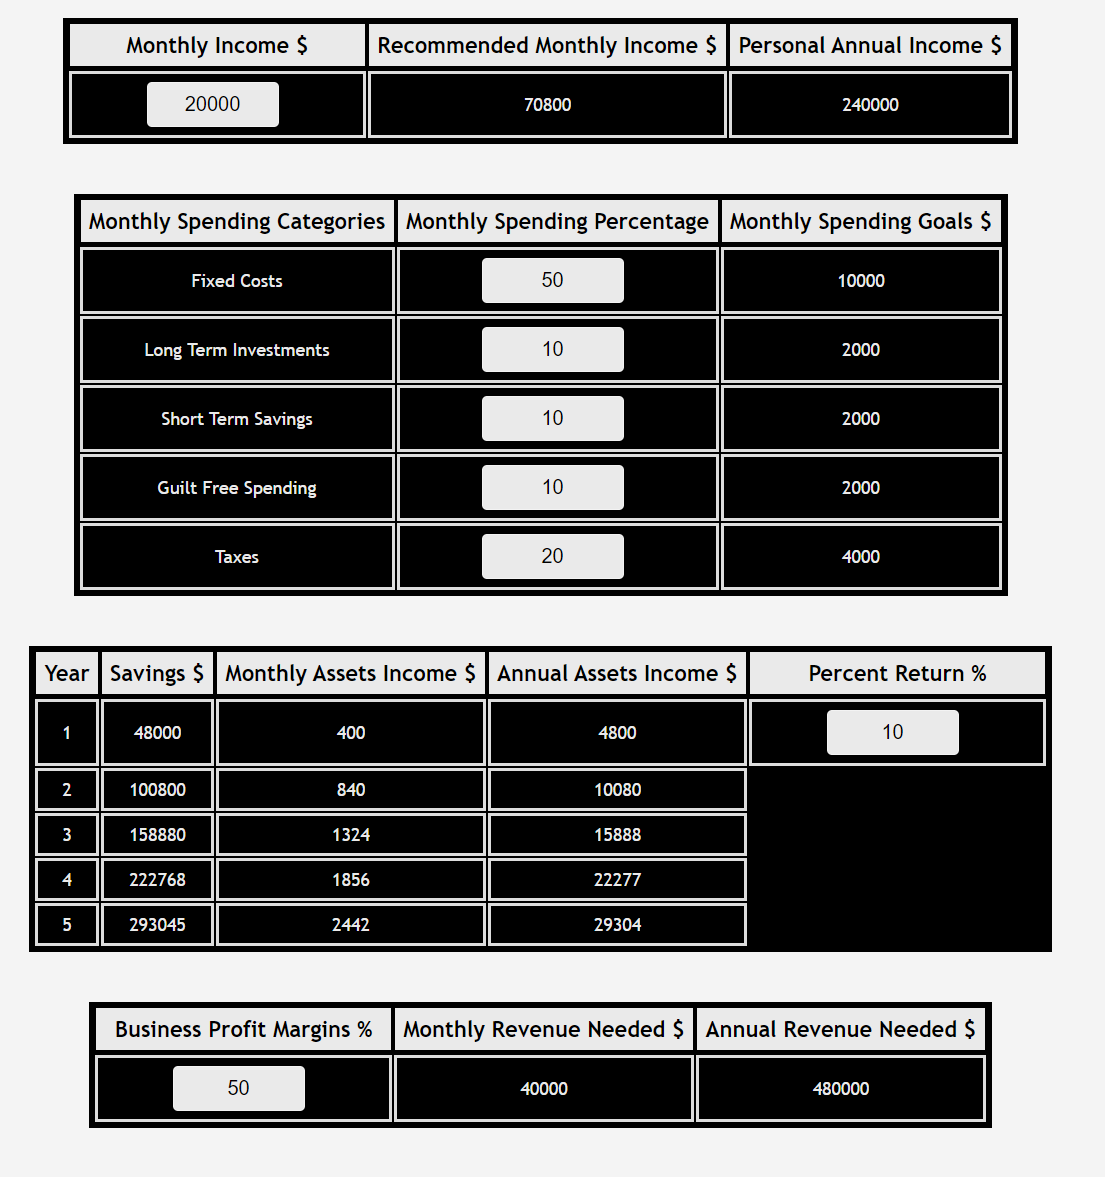 Monthly Income $ Recommended Monthly Income $ Personal Annual Income $
20000 70800 240000
Monthly Spending Categories Monthly Spending Percentage Monthly Spending Goals $
Fixed Costs 50 10000
Long Term Investments 10 2000
Short Term Savings 10 2000
Guilt Free Spending 10 2000
Taxes 20 4000
Year Savings $ Monthly Assets Income $ Annual Assets Income $ Percent Return %
1 48000 400 4800 10
2 100800 840 10080
3 158880 1324 15888
4 222768 1856 22277
5 293045 2442 29304
Business Profit Margins % Monthly Revenue Needed $ Annual Revenue Needed $
50 40000 480000